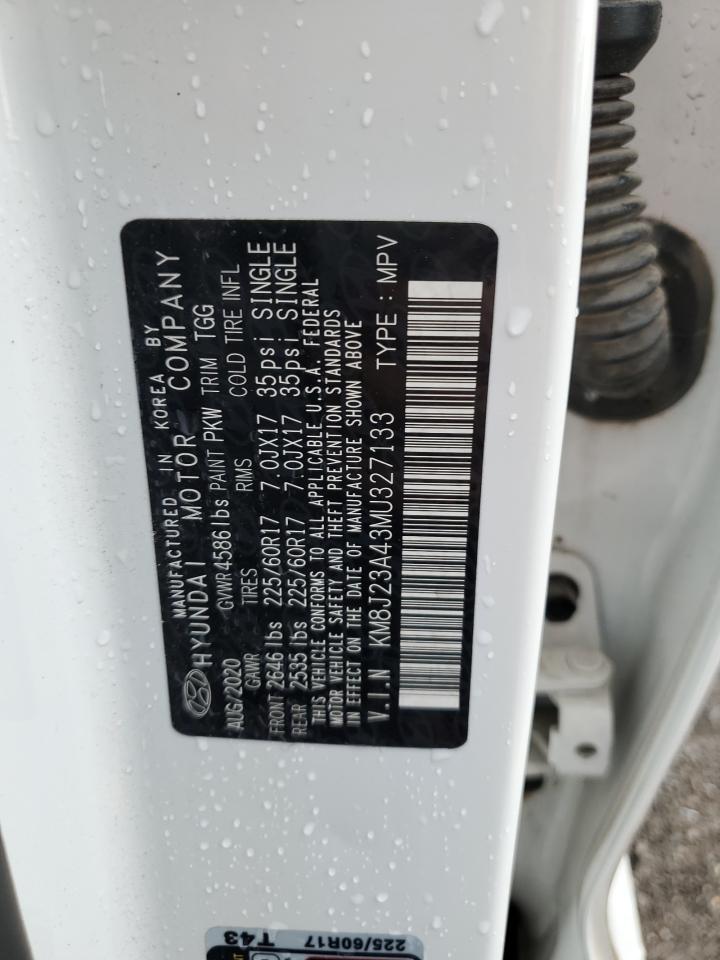 MANUFACTURED IN KOREA BY
HYUNDAI MOTOR COMPANY
AUG/2020 GVWR 4586 lbs PAINT PKW TRIM TGG
GAWR TIRES RIMS COLD TIRE INFL
FRONT 2646 lbs 225/60R17 7.0JX17 35psi SINGLE
REAR 2535 lbs 225/60R17 7.0JX17 35psi SINGLE
THIS VEHICLE CONFORMS TO ALL APPLICABLE U.S.A. FEDERAL
MOTOR VEHICLE SAFETY AND THEFT PREVENTION STANDARDS
IN EFFECT ON THE DATE OF MANUFACTURE SHOWN ABOVE
V.I.N KM8J23A43MU327133 TYPE : MPV
225/60R17
T43